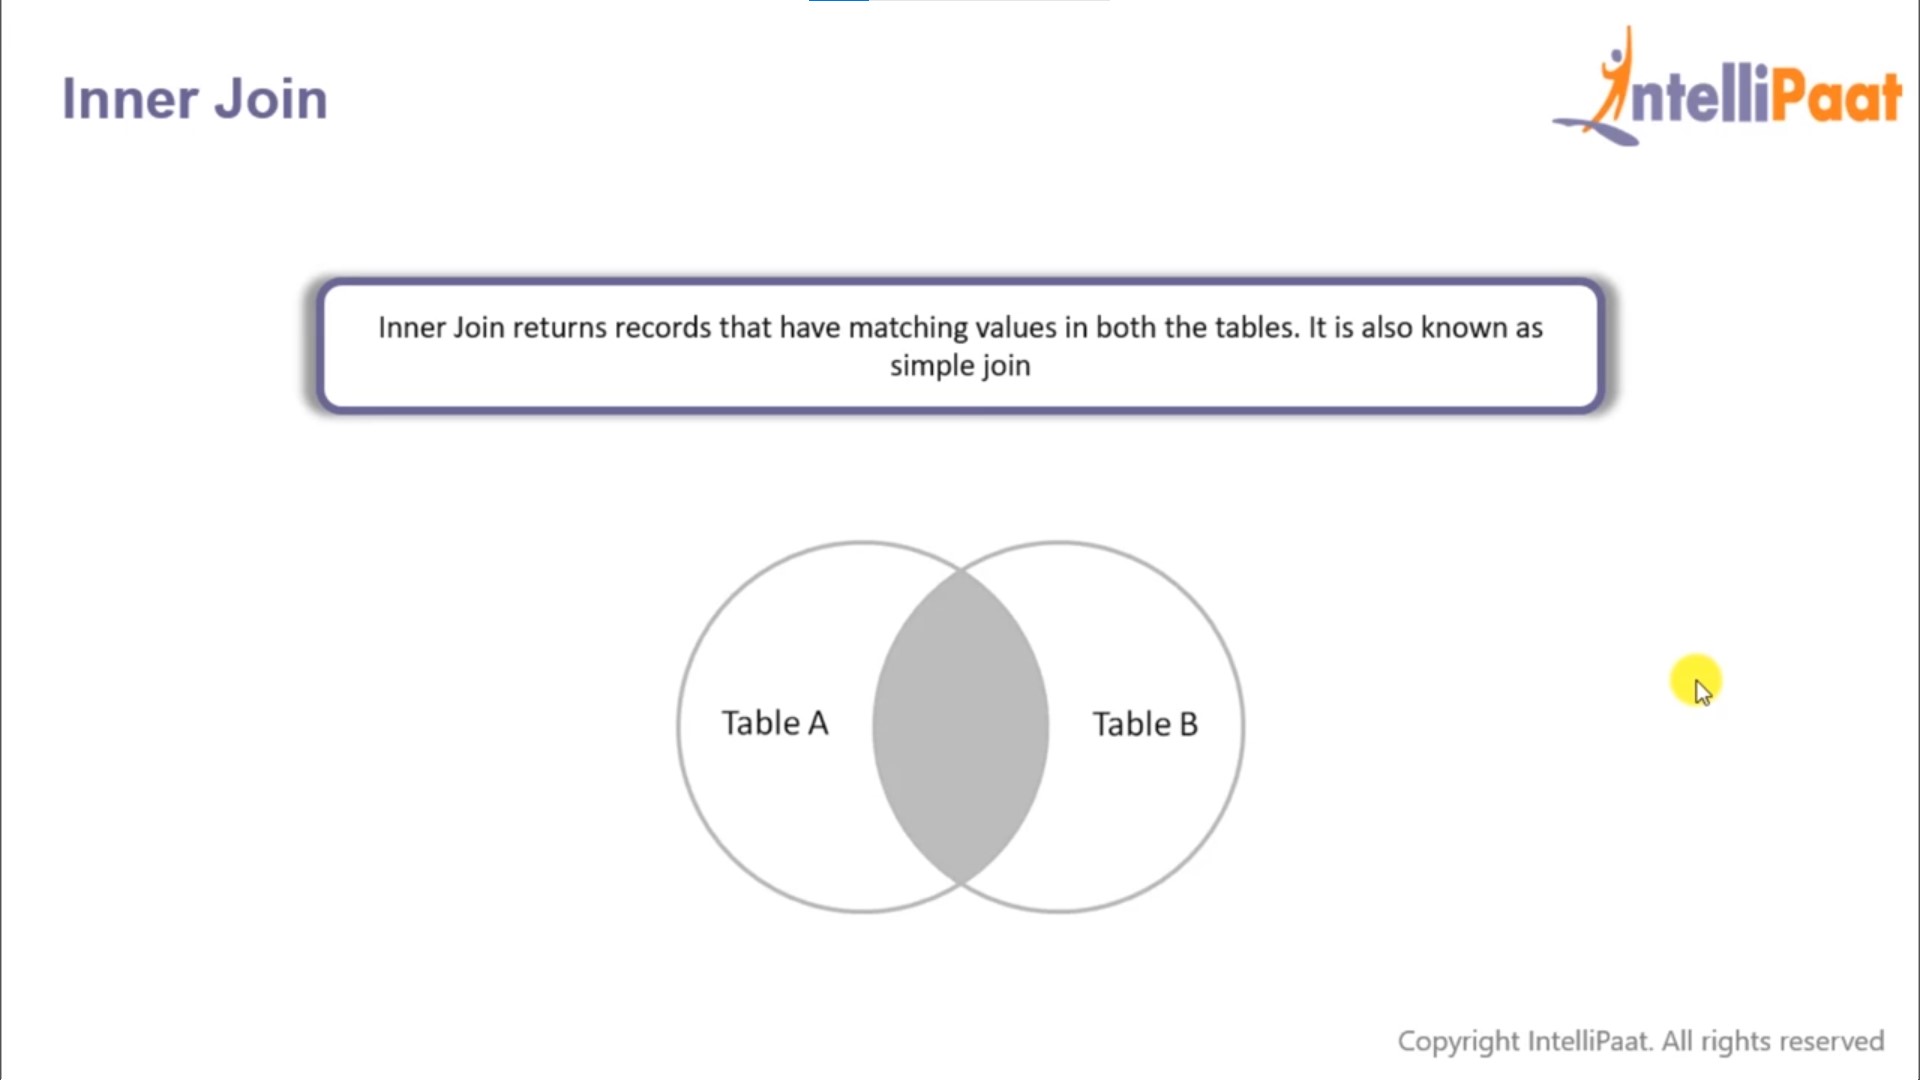 Inner Join
IntelliPaat
Inner Join returns records that have matching values in both the tables. It is also known as
simple join
Table A
Table B
Copyright IntelliPaat. All rights reserved